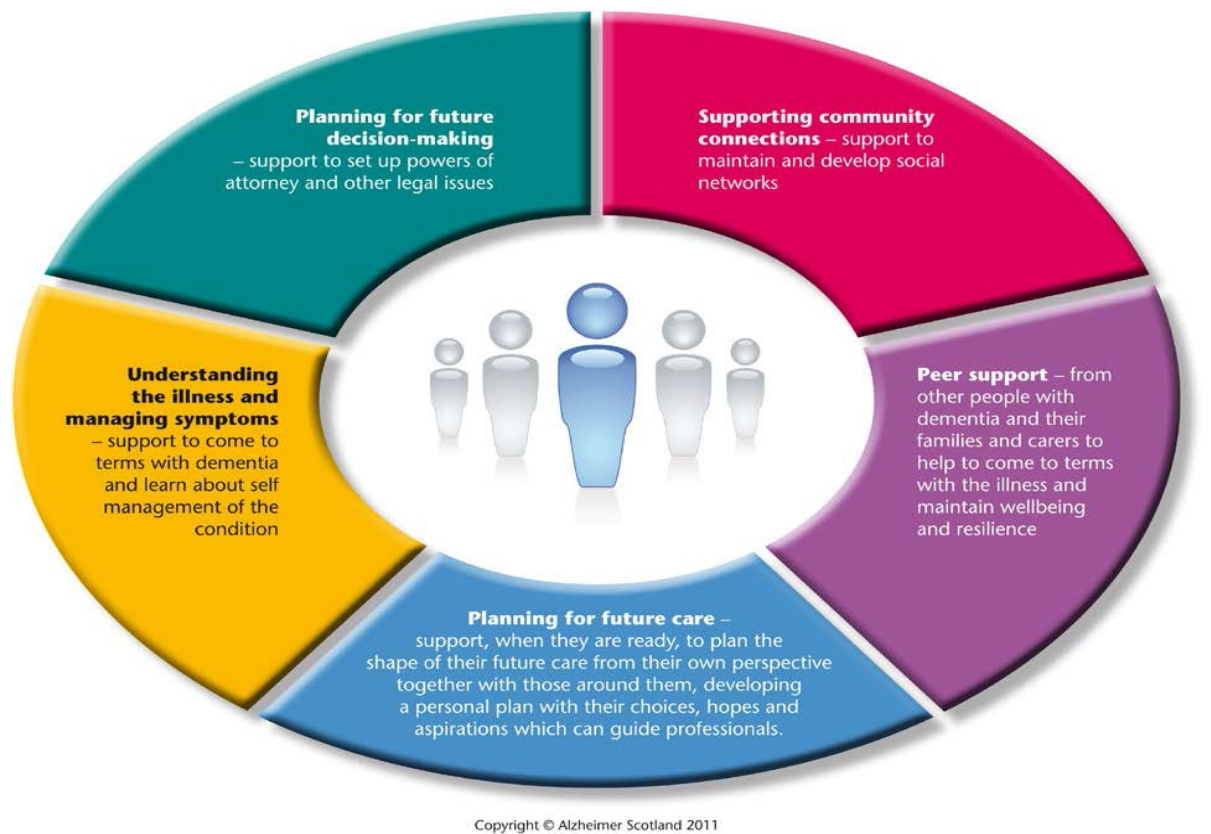 Planning for future
decision-making
– support to set up powers of
attorney and other legal issues
Supporting community
connections – support to
maintain and develop social
networks
Understanding
the illness and
managing symptoms
– support to come to
terms with dementia
and learn about self
management of the
condition
Peer support – from
other people with
dementia and their
families and carers to
help to come to terms
with the illness and
maintain wellbeing
and resilience
Planning for future care –
support, when they are ready, to plan the
shape of their future care from their own perspective
together with those around them, developing
a personal plan with their choices, hopes and
aspirations which can guide professionals.
Copyright © Alzheimer Scotland 2011